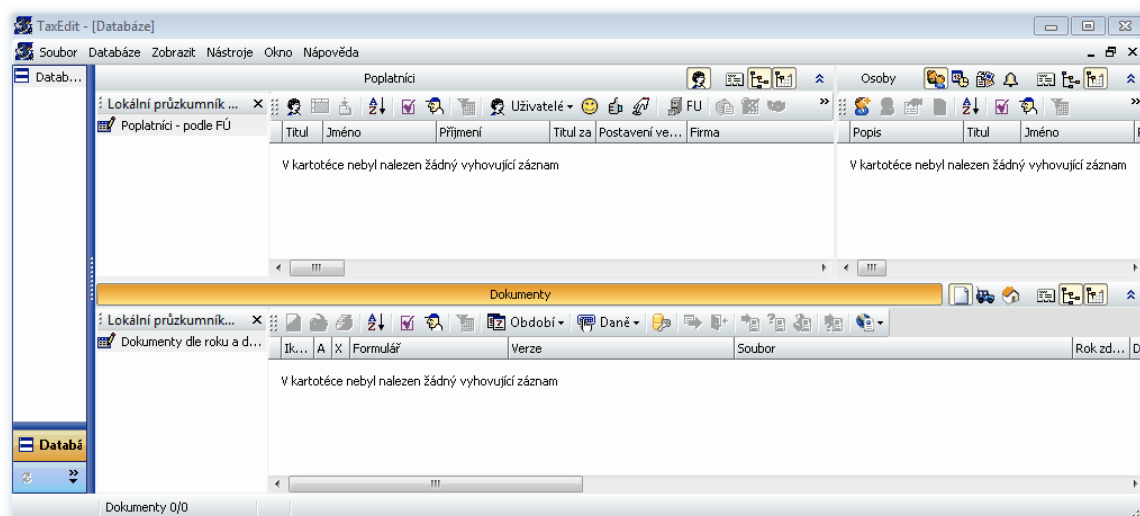 TaxEdit - [Databáze]
Soubor Databáze Zobrazit Nástroje Okno Nápověda
Datab...
Poplatníci
Osoby
Lokální průzkumník ...
Uživatelé
FU
Poplatníci - podle FÚ
Titul Jméno Příjmení Titul za Postavení ve... Firma
Popis Titul Jméno
V kartotéce nebyl nalezen žádný vyhovující záznam
V kartotéce nebyl nalezen žádný vyhovující záznam
Dokumenty
Lokální průzkumník...
Období Daně
Dokumenty dle roku a d...
Ik... A X Formulář Verze Soubor Rok zd... D
V kartotéce nebyl nalezen žádný vyhovující záznam
Databá
Dokumenty 0/0